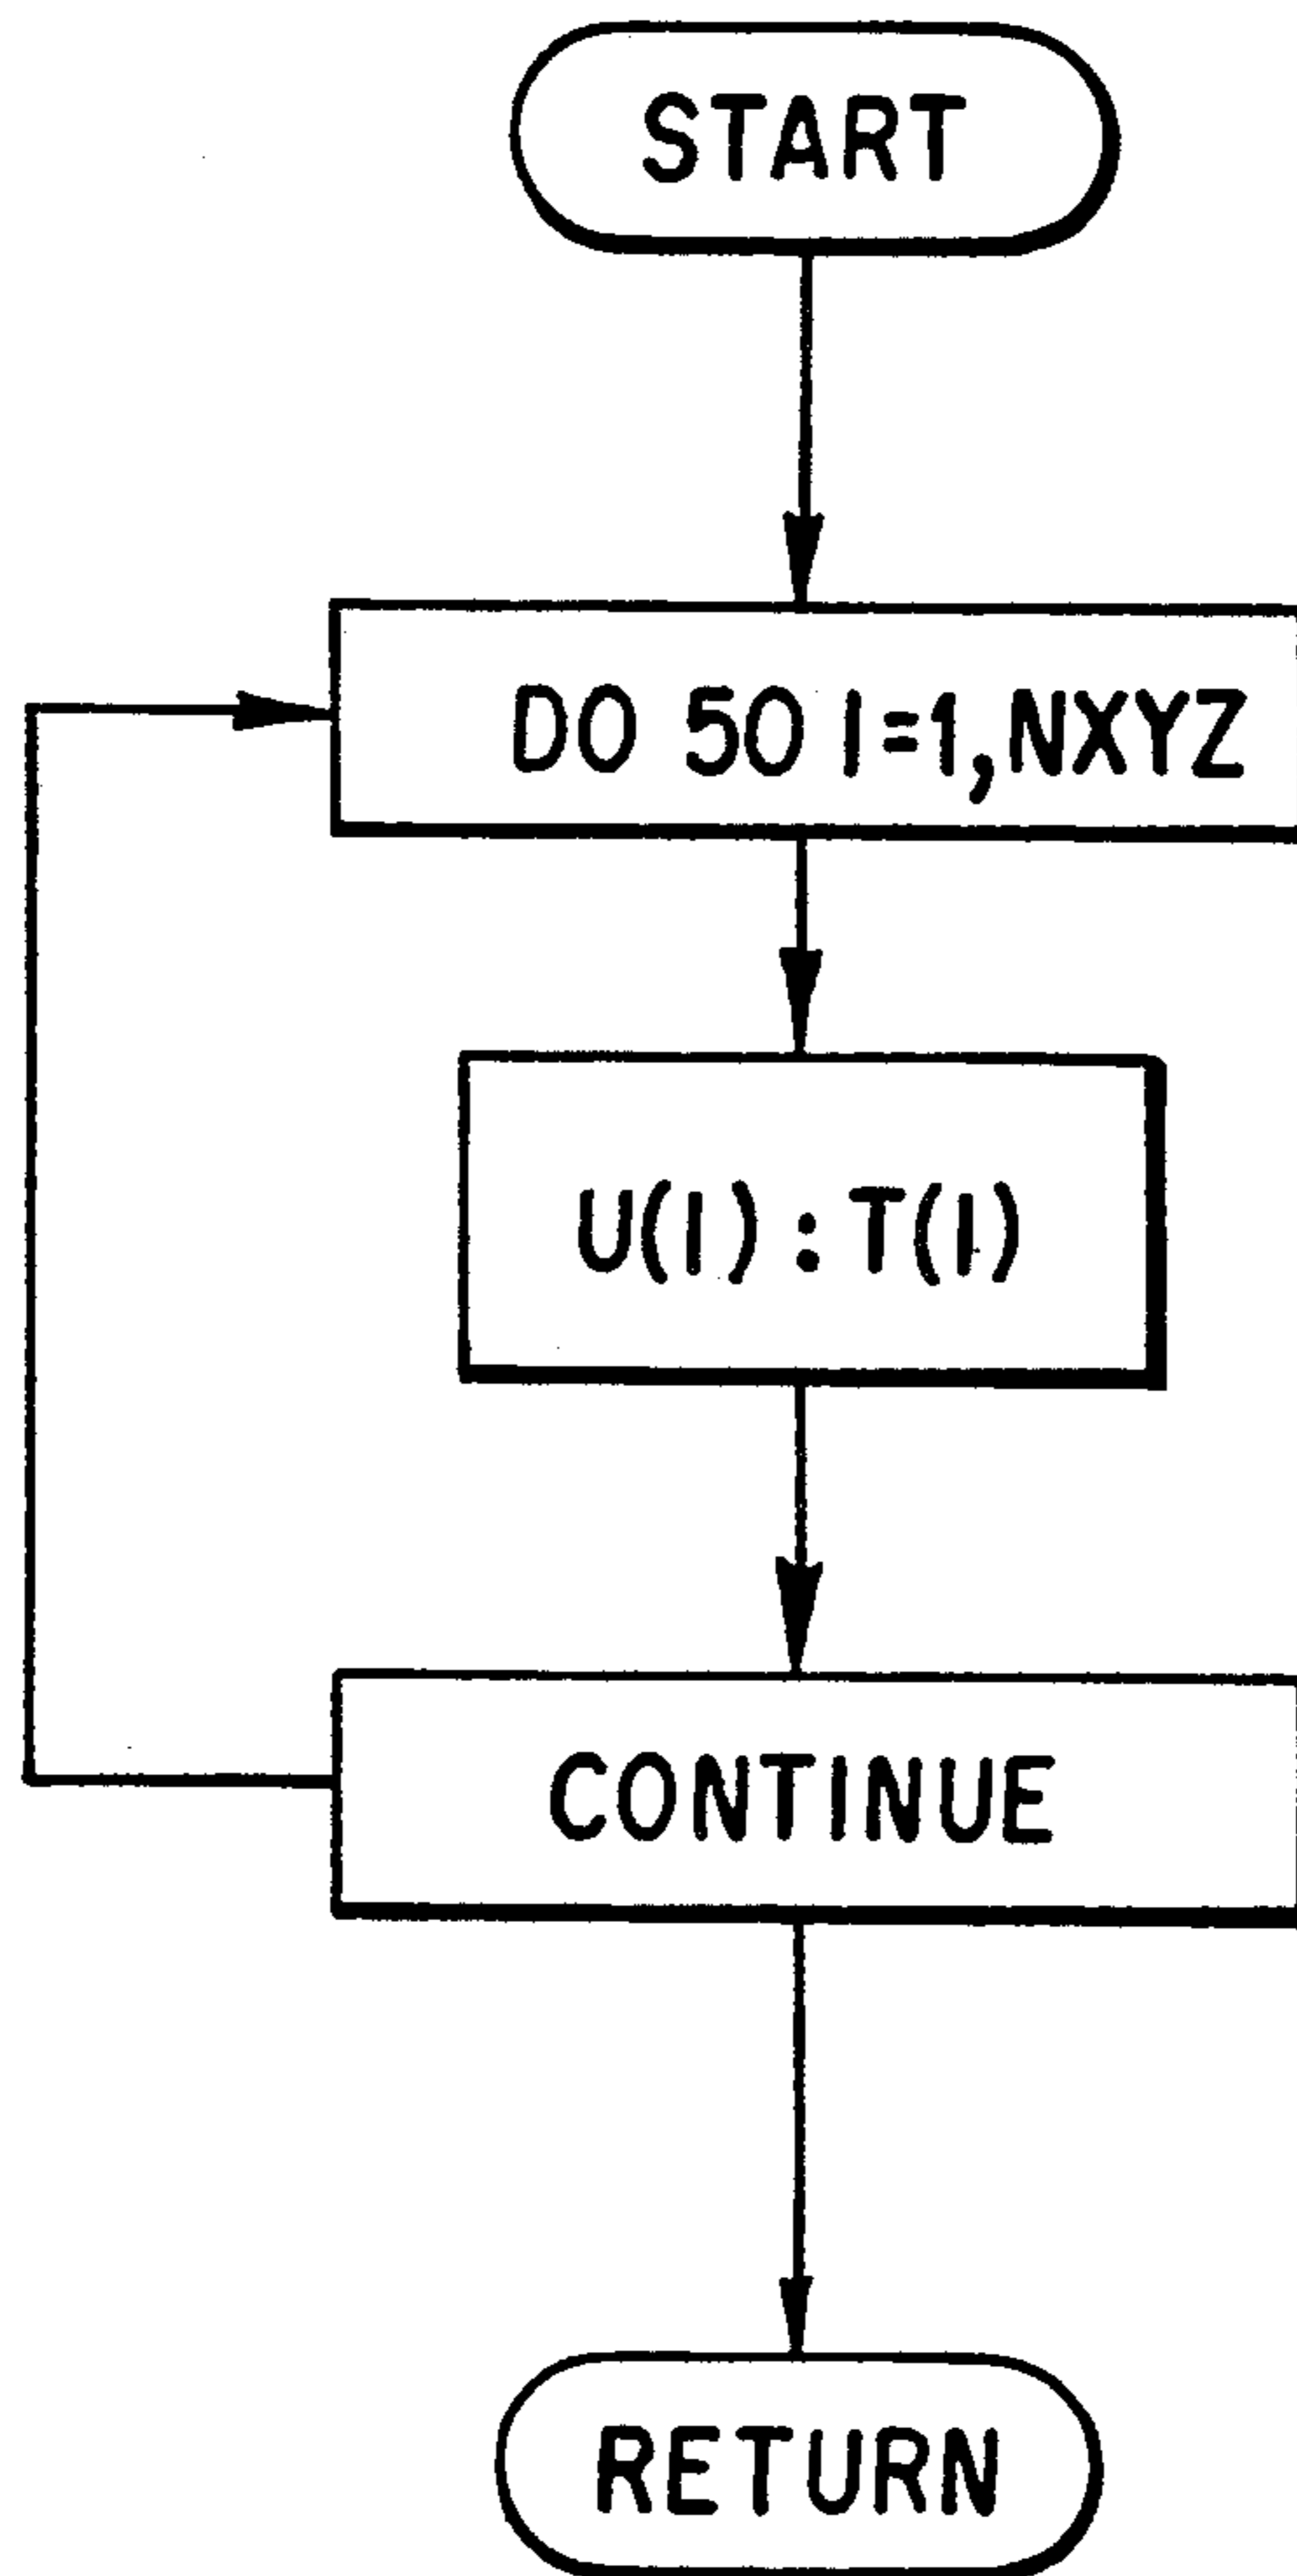 START
DO 50 I=1,NXYZ
U(I) : T(I)
CONTINUE
RETURN